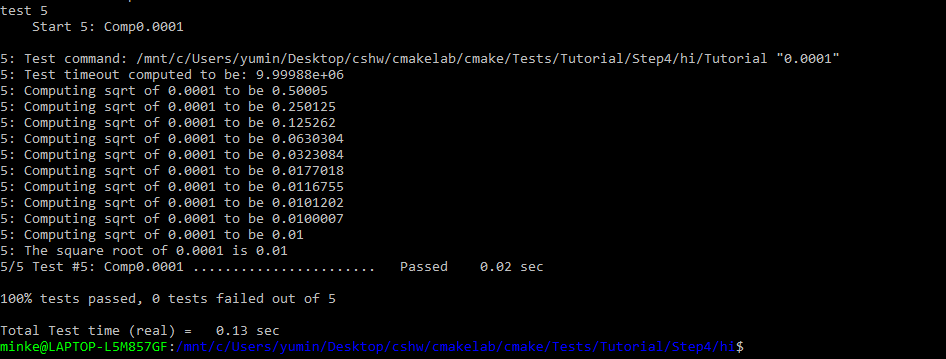 test 5
    Start 5: Comp0.0001

5: Test command: /mnt/c/Users/yumin/Desktop/cshw/cmakelab/cmake/Tests/Tutorial/Step4/hi/Tutorial "0.0001"
5: Test timeout computed to be: 9.99988e+06
5: Computing sqrt of 0.0001 to be 0.50005
5: Computing sqrt of 0.0001 to be 0.250125
5: Computing sqrt of 0.0001 to be 0.125262
5: Computing sqrt of 0.0001 to be 0.0630304
5: Computing sqrt of 0.0001 to be 0.0323084
5: Computing sqrt of 0.0001 to be 0.0177018
5: Computing sqrt of 0.0001 to be 0.0116755
5: Computing sqrt of 0.0001 to be 0.0101202
5: Computing sqrt of 0.0001 to be 0.0100007
5: Computing sqrt of 0.0001 to be 0.01
5: The square root of 0.0001 is 0.01
5/5 Test #5: Comp0.0001 .......................   Passed    0.02 sec

100% tests passed, 0 tests failed out of 5

Total Test time (real) =   0.13 sec
minke@LAPTOP-L5M857GF:/mnt/c/Users/yumin/Desktop/cshw/cmakelab/cmake/Tests/Tutorial/Step4/hi$